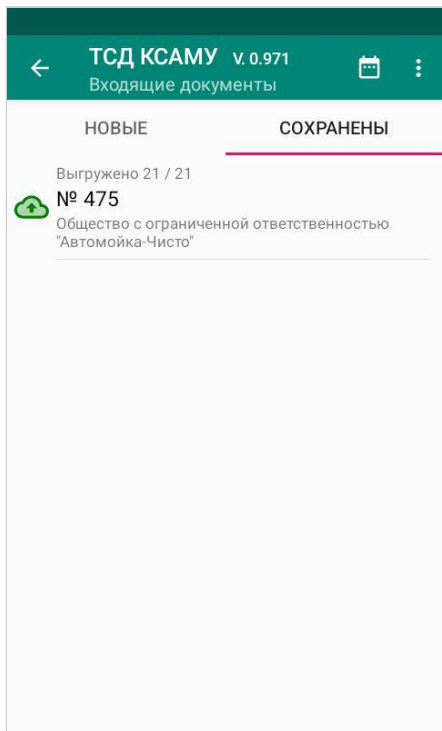 ТСД КСАМУ V. 0.971
Входящие документы
НОВЫЕ СОХРАНЕНЫ
Выгружено 21 / 21
№ 475
Общество с ограниченной ответственностью
"Автомойка-Чисто"